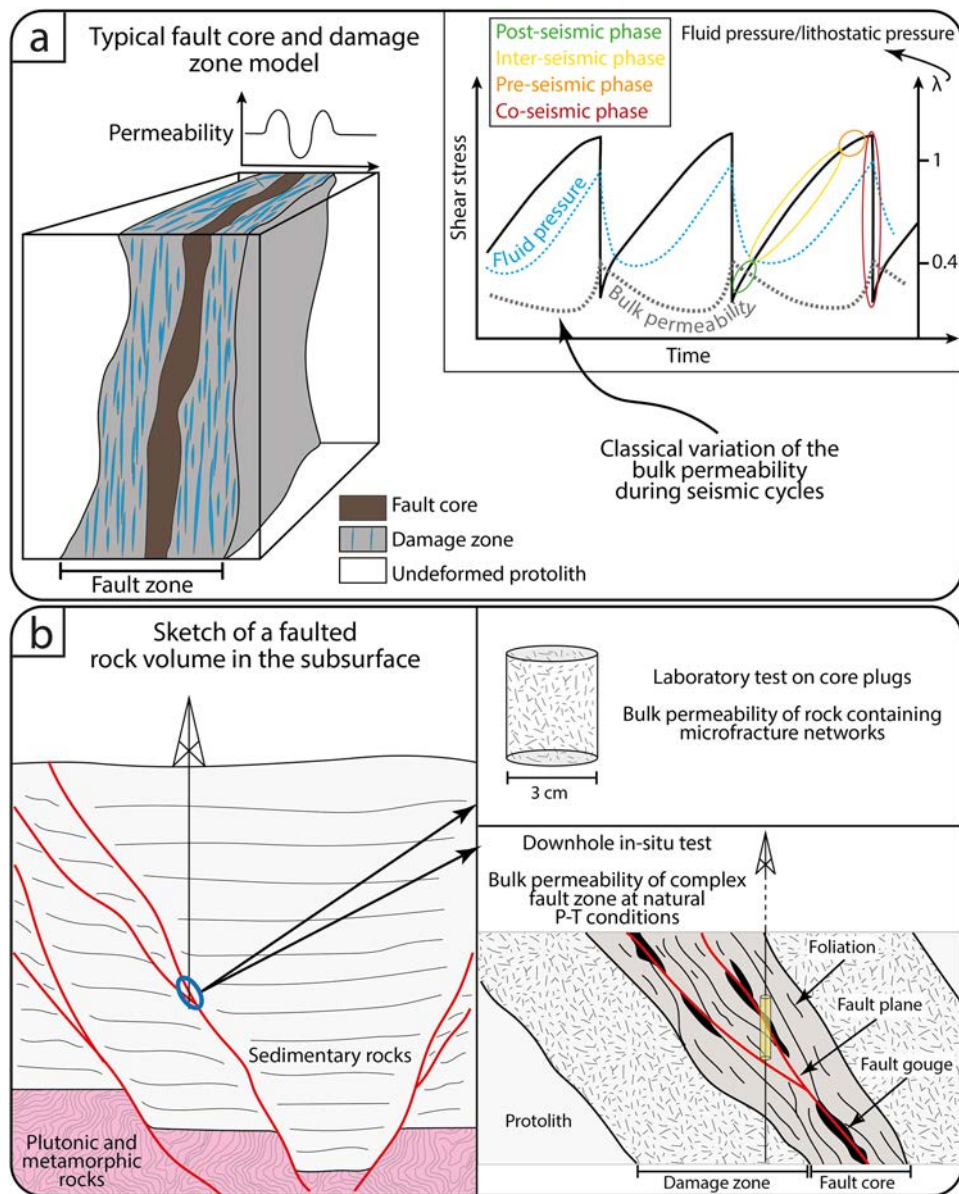 a
Typical fault core and damage
zone model
Permeability
Fault core
Damage zone
Undeformed protolith
Fault zone
Post-seismic phase
Inter-seismic phase
Pre-seismic phase
Co-seismic phase
Fluid pressure/lithostatic pressure
λ
1
0.4
Shear stress
Fluid pressure
Bulk permeability
Time
Classical variation of the
bulk permeability
during seismic cycles
b
Sketch of a faulted
rock volume in the subsurface
Sedimentary rocks
Plutonic and
metamorphic
rocks
Laboratory test on core plugs
Bulk permeability of rock containing
microfracture networks
3 cm
Downhole in-situ test
Bulk permeability of complex
fault zone at natural
P-T conditions
Foliation
Fault plane
Fault gouge
Protolith
Damage zone
Fault core